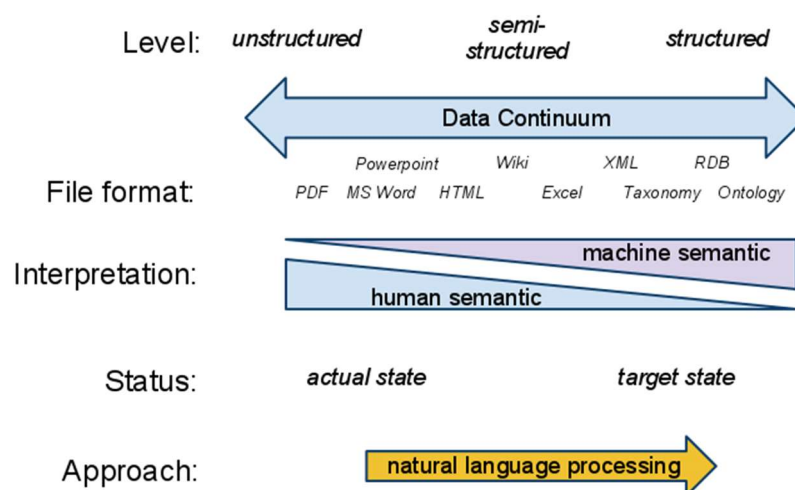 Level: unstructured semi-structured structured
Data Continuum
Powerpoint Wiki XML RDB
File format: PDF MS Word HTML Excel Taxonomy Ontology
machine semantic
Interpretation:
human semantic
Status: actual state target state
Approach: natural language processing